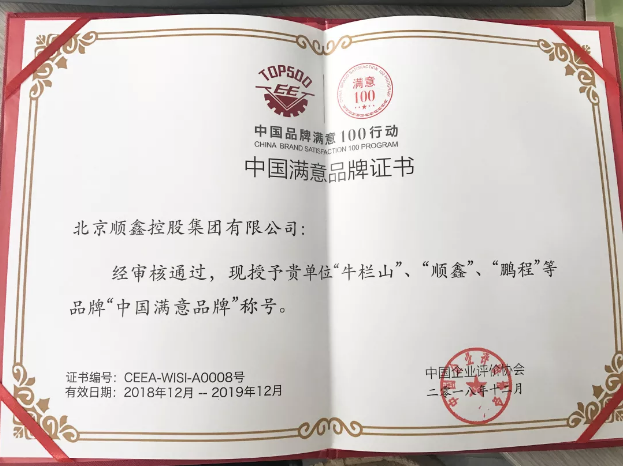 TOP500
EE
满意
100
中国品牌满意100行动
CHINA BRAND SATISFACTION 100 PROGRAM
中国满意品牌证书
北京顺鑫控股集团有限公司:
经审核通过，现授予贵单位“牛栏山”、“顺鑫”、“鹏程”等
品牌“中国满意品牌”称号。
证书编号: CEEA-WISI-A0008号
有效日期: 2018年12月 -- 2019年12月
中国企业评价协会
二零一八年十二月